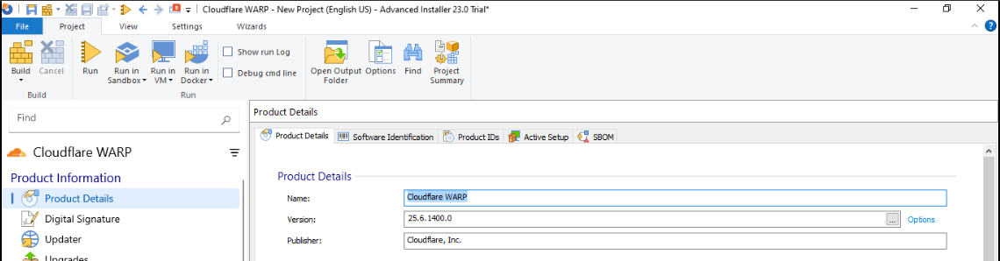 Cloudflare WARP - New Project (English US) - Advanced Installer 23.0 Trial*
File Project View Settings Wizards
Build Cancel Run Run in Sandbox Run in VM Run in Docker Show run Log Debug cmd line Open Output Folder Options Find Project Summary
Build Run
Find
Product Details
Product Details Software Identification Product IDs Active Setup SBOM
Cloudflare WARP
Product Information
Product Details
Digital Signature
Updater
Upgrades
Product Details
Name: Cloudflare WARP
Version: 25.6.1400.0 ... Options
Publisher: Cloudflare, Inc.